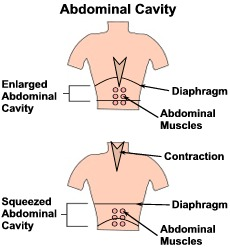 Abdominal Cavity
Enlarged
Abdominal
Cavity
Diaphragm
Abdominal
Muscles
Contraction
Squeezed
Abdominal
Cavity
Diaphragm
Abdominal
Muscles